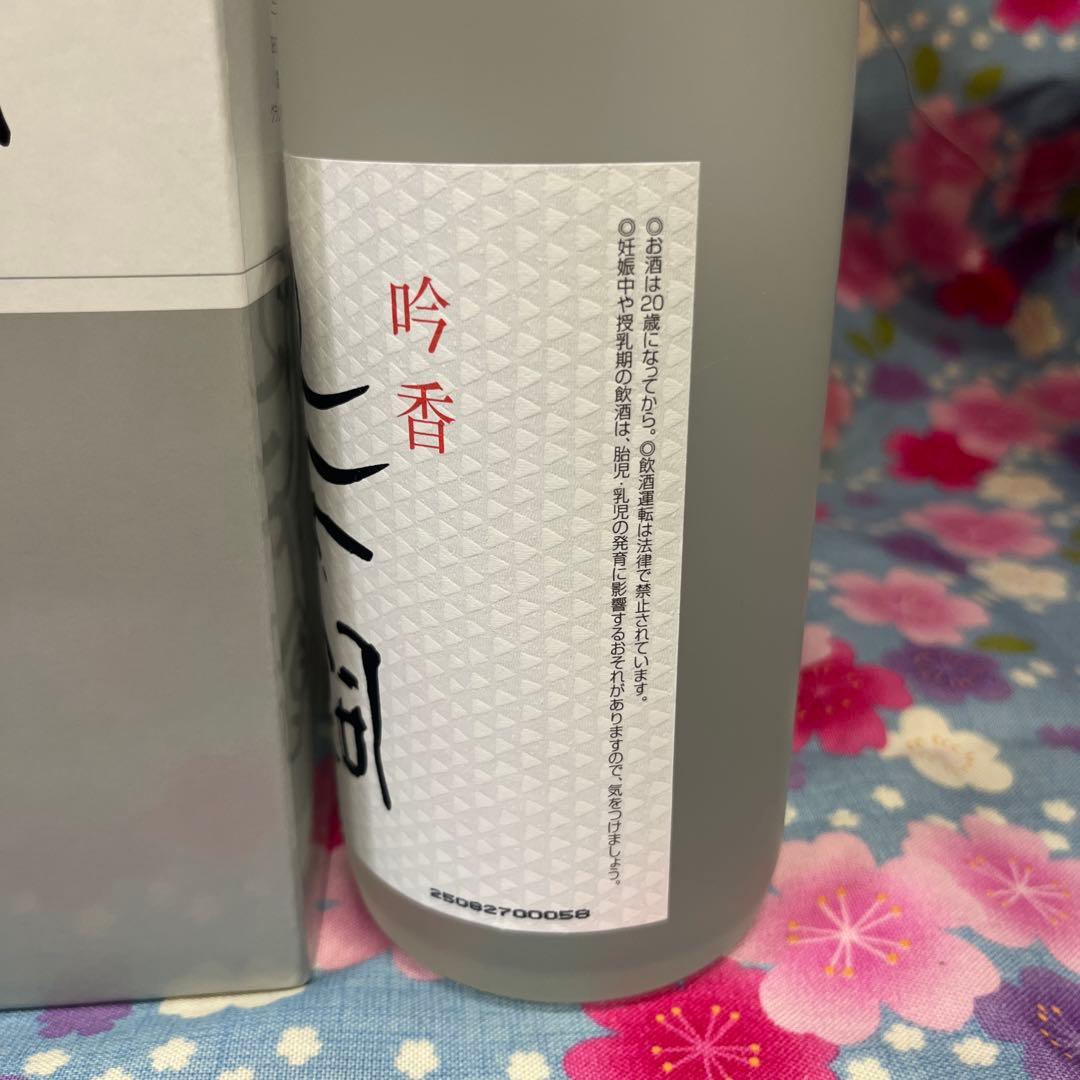 ◎お酒は20歳になってから。◎飲酒運転は法律で禁止されています。
◎妊娠中や授乳期の飲酒は、胎児・乳児の発育に影響するおそれがありますので、気をつけましょう。
吟香
25082700058